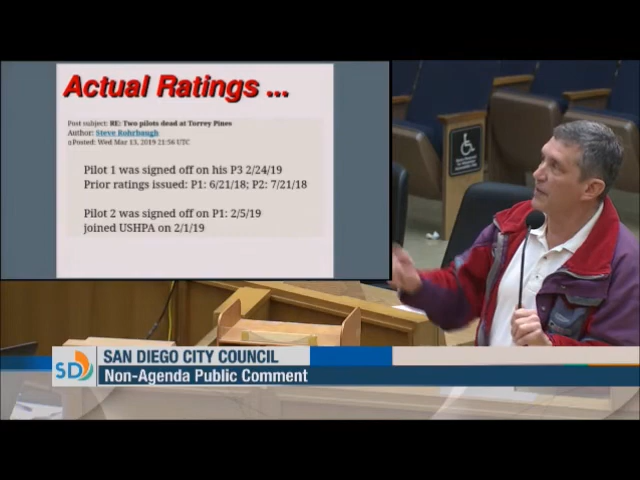 Actual Ratings ...
Post subject: RE: Two pilots dead at Torrey Pines
Author: Steve Rohrbaugh
Posted: Wed Mar 13, 2019 21:56 UTC
Pilot 1 was signed off on his P3 2/24/19
Prior ratings issued: P1: 6/21/18; P2: 7/21/18
Pilot 2 was signed off on P1: 2/5/19
joined USHPA on 2/1/19
SD
SAN DIEGO CITY COUNCIL
Non-Agenda Public Comment